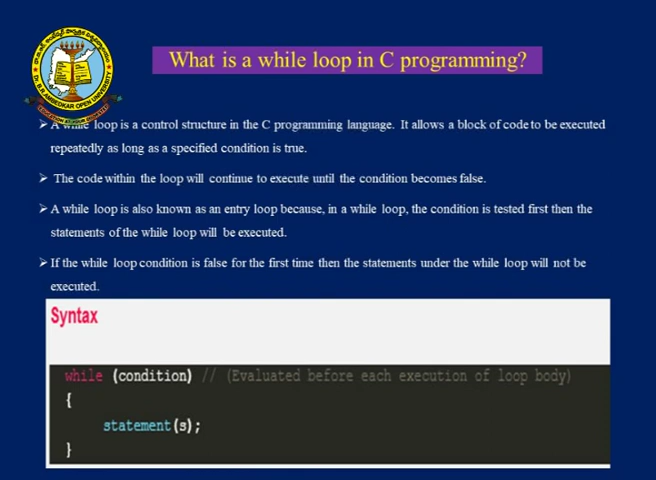 What is a while loop in C programming?
Dr. B.R. AMBEDKAR OPEN UNIVERSITY
➢ A while loop is a control structure in the C programming language. It allows a block of code to be executed
repeatedly as long as a specified condition is true.
➢ The code within the loop will continue to execute until the condition becomes false.
➢ A while loop is also known as an entry loop because, in a while loop, the condition is tested first then the
statements of the while loop will be executed.
➢ If the while loop condition is false for the first time then the statements under the while loop will not be
executed.
Syntax
while (condition) // (Evaluated before each execution of loop body)
{
statement(s);
}